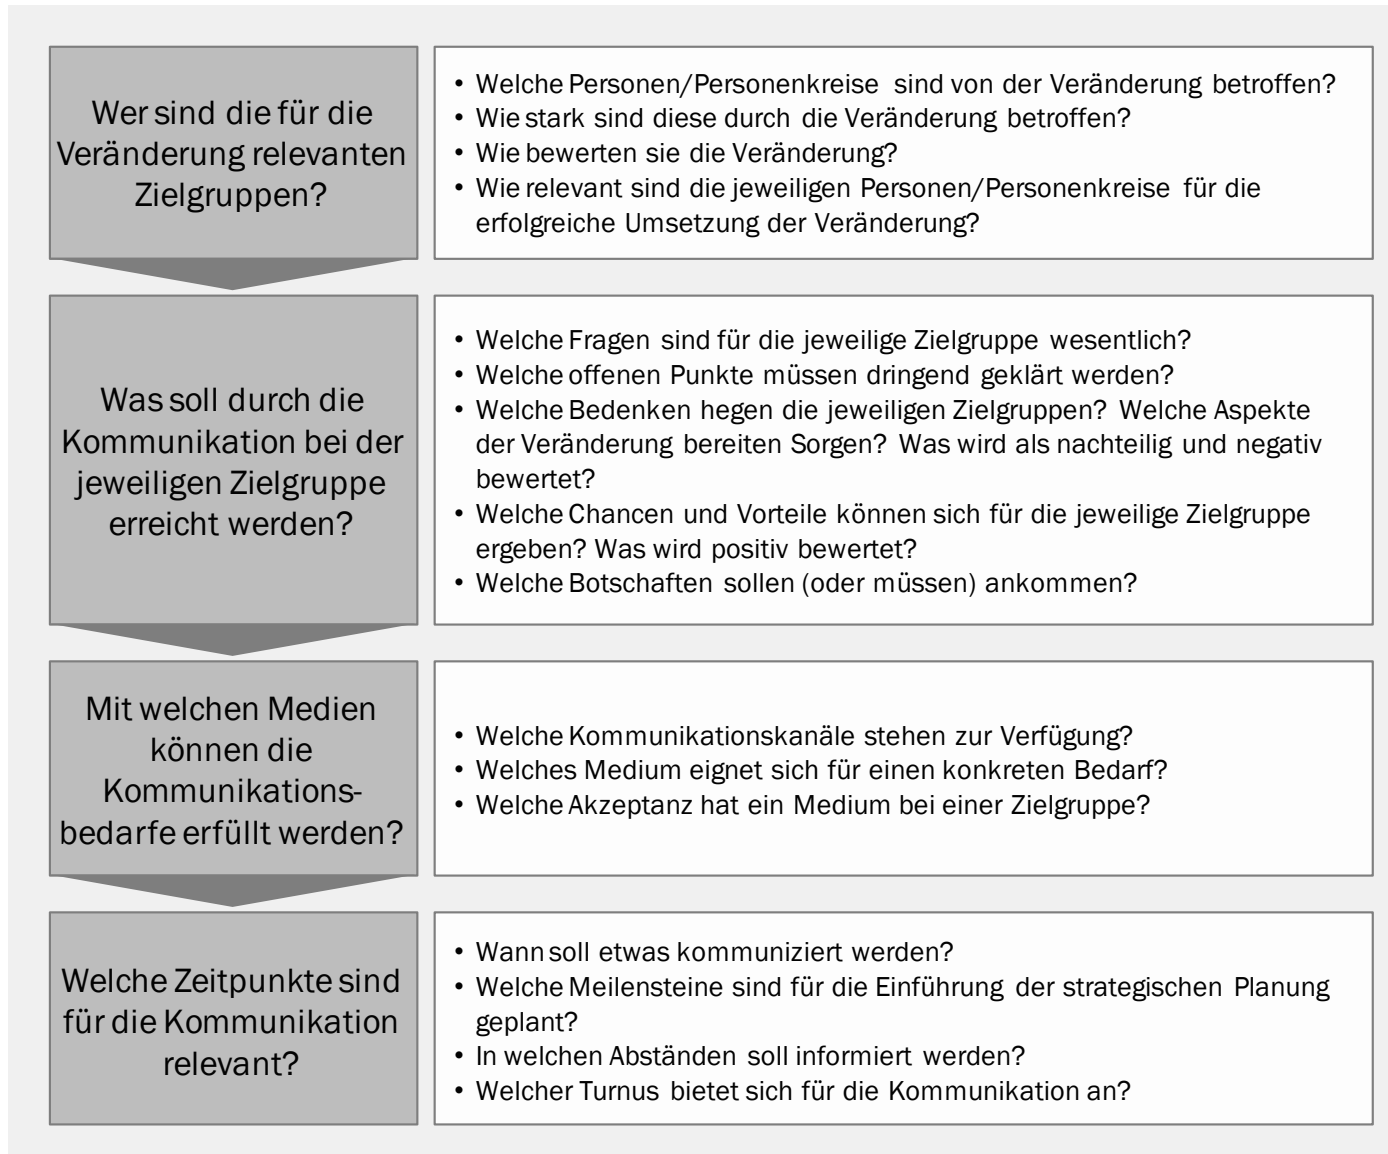 Wer sind die für die
Veränderung relevanten
Zielgruppen?
• Welche Personen/Personenkreise sind von der Veränderung betroffen?
• Wie stark sind diese durch die Veränderung betroffen?
• Wie bewerten sie die Veränderung?
• Wie relevant sind die jeweiligen Personen/Personenkreise für die
erfolgreiche Umsetzung der Veränderung?
Was soll durch die
Kommunikation bei der
jeweiligen Zielgruppe
erreicht werden?
• Welche Fragen sind für die jeweilige Zielgruppe wesentlich?
• Welche offenen Punkte müssen dringend geklärt werden?
• Welche Bedenken hegen die jeweiligen Zielgruppen? Welche Aspekte
der Veränderung bereiten Sorgen? Was wird als nachteilig und negativ
bewertet?
• Welche Chancen und Vorteile können sich für die jeweilige Zielgruppe
ergeben? Was wird positiv bewertet?
• Welche Botschaften sollen (oder müssen) ankommen?
Mit welchen Medien
können die
Kommunikations-
bedarfe erfüllt werden?
• Welche Kommunikationskanäle stehen zur Verfügung?
• Welches Medium eignet sich für einen konkreten Bedarf?
• Welche Akzeptanz hat ein Medium bei einer Zielgruppe?
Welche Zeitpunkte sind
für die Kommunikation
relevant?
• Wann soll etwas kommuniziert werden?
• Welche Meilensteine sind für die Einführung der strategischen Planung
geplant?
• In welchen Abständen soll informiert werden?
• Welcher Turnus bietet sich für die Kommunikation an?